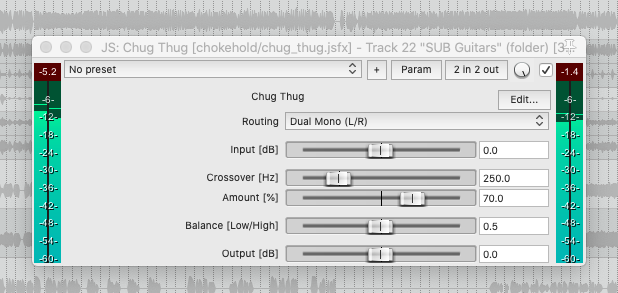 JS: Chug Thug [chokehold/chug_thug.jsfx] - Track 22 "SUB Guitars" (folder) [3
-5.2 No preset + Param 2 in 2 out -1.4
Chug Thug
Edit...
Routing Dual Mono (L/R)
Input [dB] 0.0
Crossover [Hz] 250.0
Amount [%] 70.0
Balance [Low/High] 0.5
Output [dB] 0.0
-6-
-12-
-18-
-24-
-30-
-36-
-42-
-48-
-54-
-60-
-6-
-12-
-18-
-24-
-30-
-36-
-42-
-48-
-54-
-60-